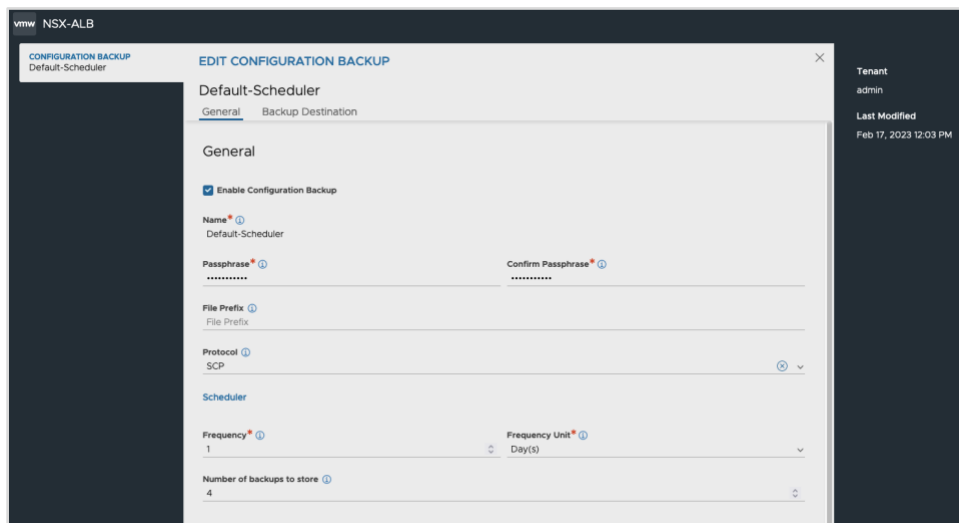 vmw NSX-ALB
CONFIGURATION BACKUP
Default-Scheduler
EDIT CONFIGURATION BACKUP
Default-Scheduler
General Backup Destination
General
Enable Configuration Backup
Name*
Default-Scheduler
Passphrase* Confirm Passphrase*
••••••••••• •••••••••••
File Prefix
File Prefix
Protocol
SCP
Scheduler
Frequency* Frequency Unit*
1 Day(s)
Number of backups to store
4
Tenant
admin
Last Modified
Feb 17, 2023 12:03 PM